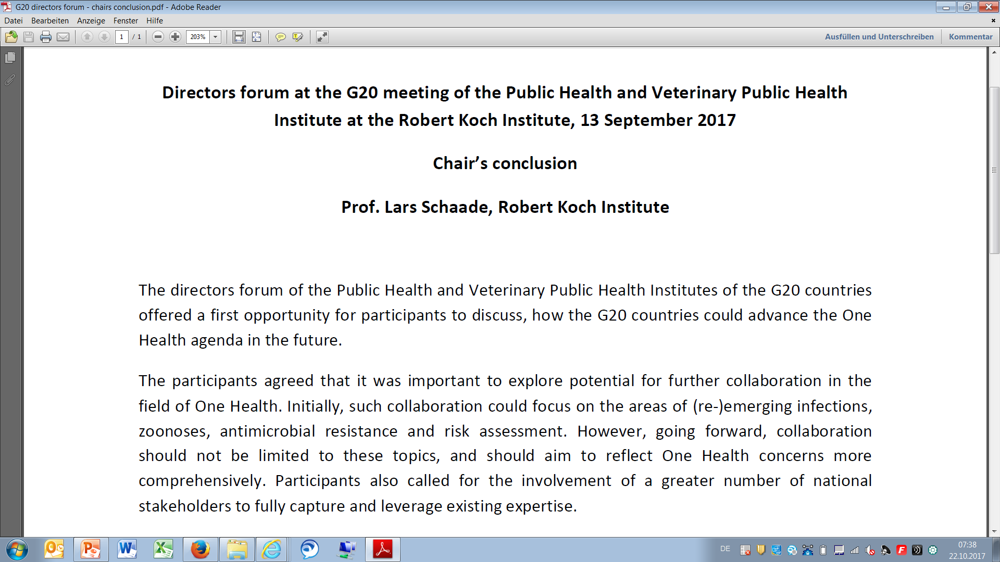 G20 directors forum - chairs conclusion.pdf - Adobe Reader
Datei Bearbeiten Anzeige Fenster Hilfe
1 / 1 203% Ausfüllen und Unterschreiben Kommentar
Directors forum at the G20 meeting of the Public Health and Veterinary Public Health
Institute at the Robert Koch Institute, 13 September 2017
Chair’s conclusion
Prof. Lars Schaade, Robert Koch Institute
The directors forum of the Public Health and Veterinary Public Health Institutes of the G20 countries
offered a first opportunity for participants to discuss, how the G20 countries could advance the One
Health agenda in the future.
The participants agreed that it was important to explore potential for further collaboration in the
field of One Health. Initially, such collaboration could focus on the areas of (re-)emerging infections,
zoonoses, antimicrobial resistance and risk assessment. However, going forward, collaboration
should not be limited to these topics, and should aim to reflect One Health concerns more
comprehensively. Participants also called for the involvement of a greater number of national
stakeholders to fully capture and leverage existing expertise.
DE 07:38
22.10.2017